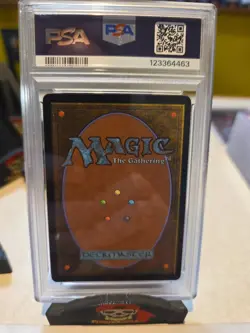 PSA
PSA
123364463
MAGIC
The Gathering
DECKMASTER